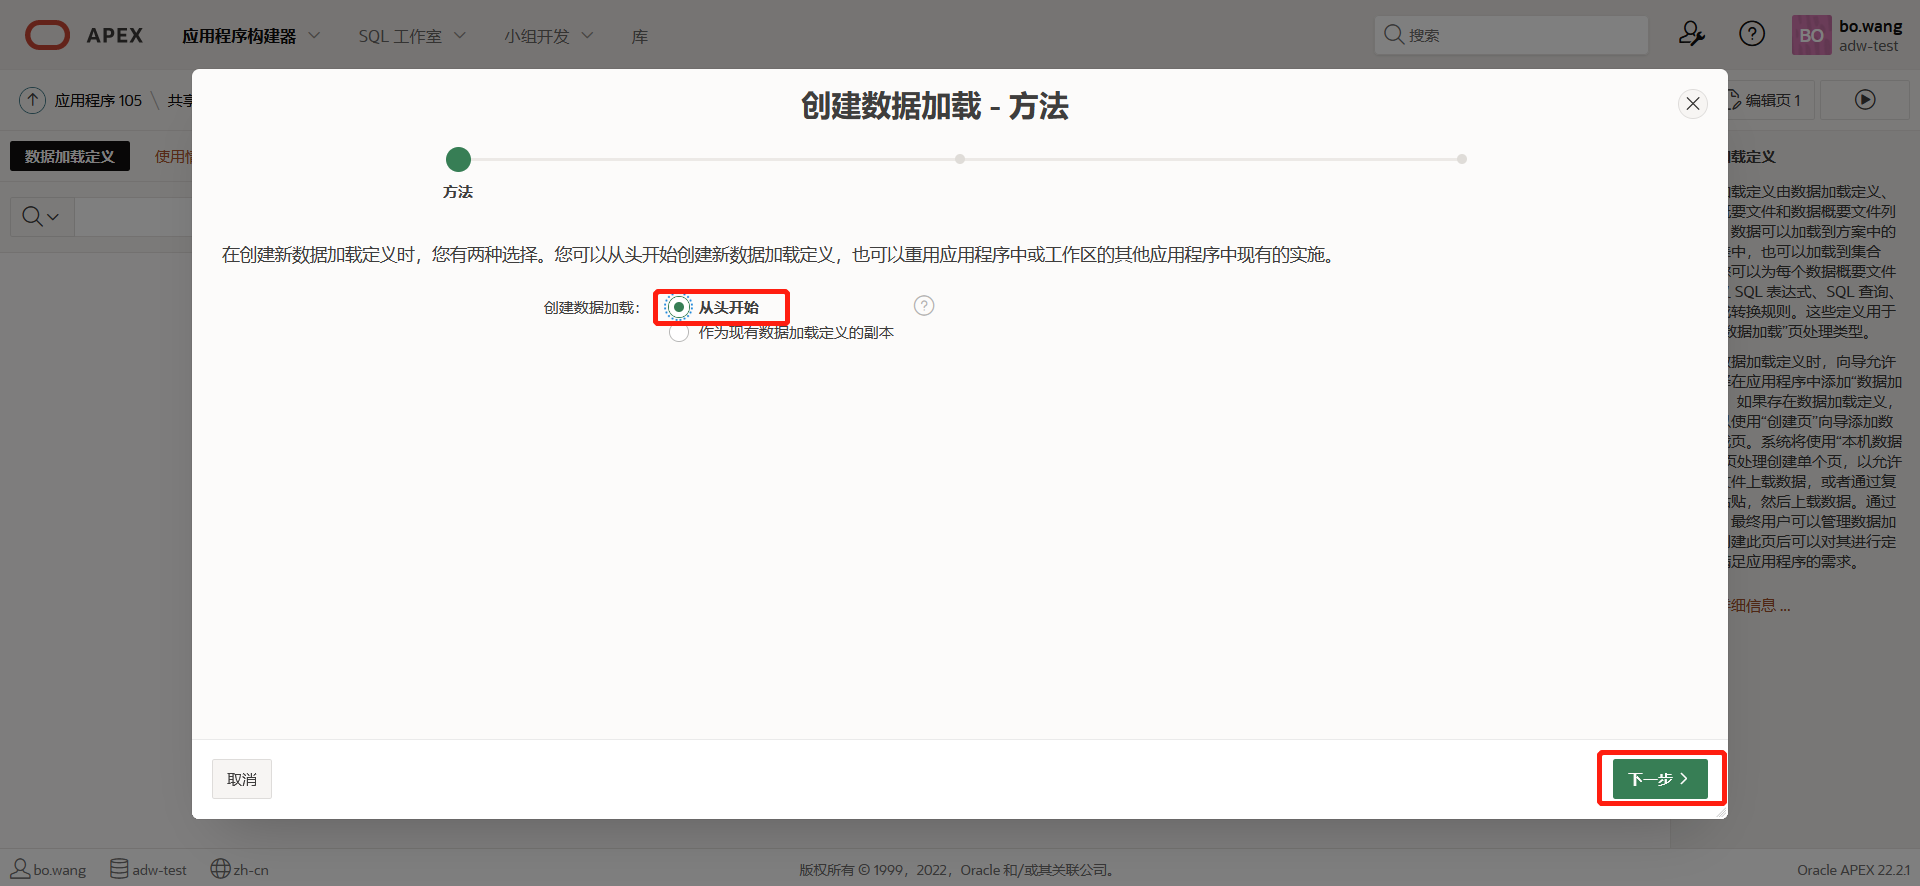 APEX
应用程序构建器
SQL 工作室
小组开发
库
搜索
BO
bo.wang
adw-test
应用程序 105 \ 共享
编辑页 1
创建数据加载 - 方法
数据加载定义
使用情
方法
在创建新数据加载定义时，您有两种选择。您可以从头开始创建新数据加载定义，也可以重用应用程序中或工作区的其他应用程序中现有的实施。
创建数据加载：
从头开始
作为现有数据加载定义的副本
载定义
载定义由数据加载定义、
要文件和数据概要文件列
数据可以加载到方案中的
中，也可以加载到集合
可以为每个数据概要文件
SQL 表达式、SQL 查询、
转换规则。这些定义用于
数据加载”页处理类型。
据加载定义时，向导允许
在应用程序中添加“数据加
如果存在数据加载定义，
使用“创建页”向导添加数
页。系统将使用“本机数据
页处理创建单个页，以允许
件上载数据，或者通过复
贴，然后上载数据。通过
最终用户可以管理数据加
建此页后可以对其进行定
足应用程序的需求。
细信息 ...
取消
下一步
bo.wang
adw-test
zh-cn
版权所有 © 1999，2022，Oracle 和/或其关联公司。
Oracle APEX 22.2.1